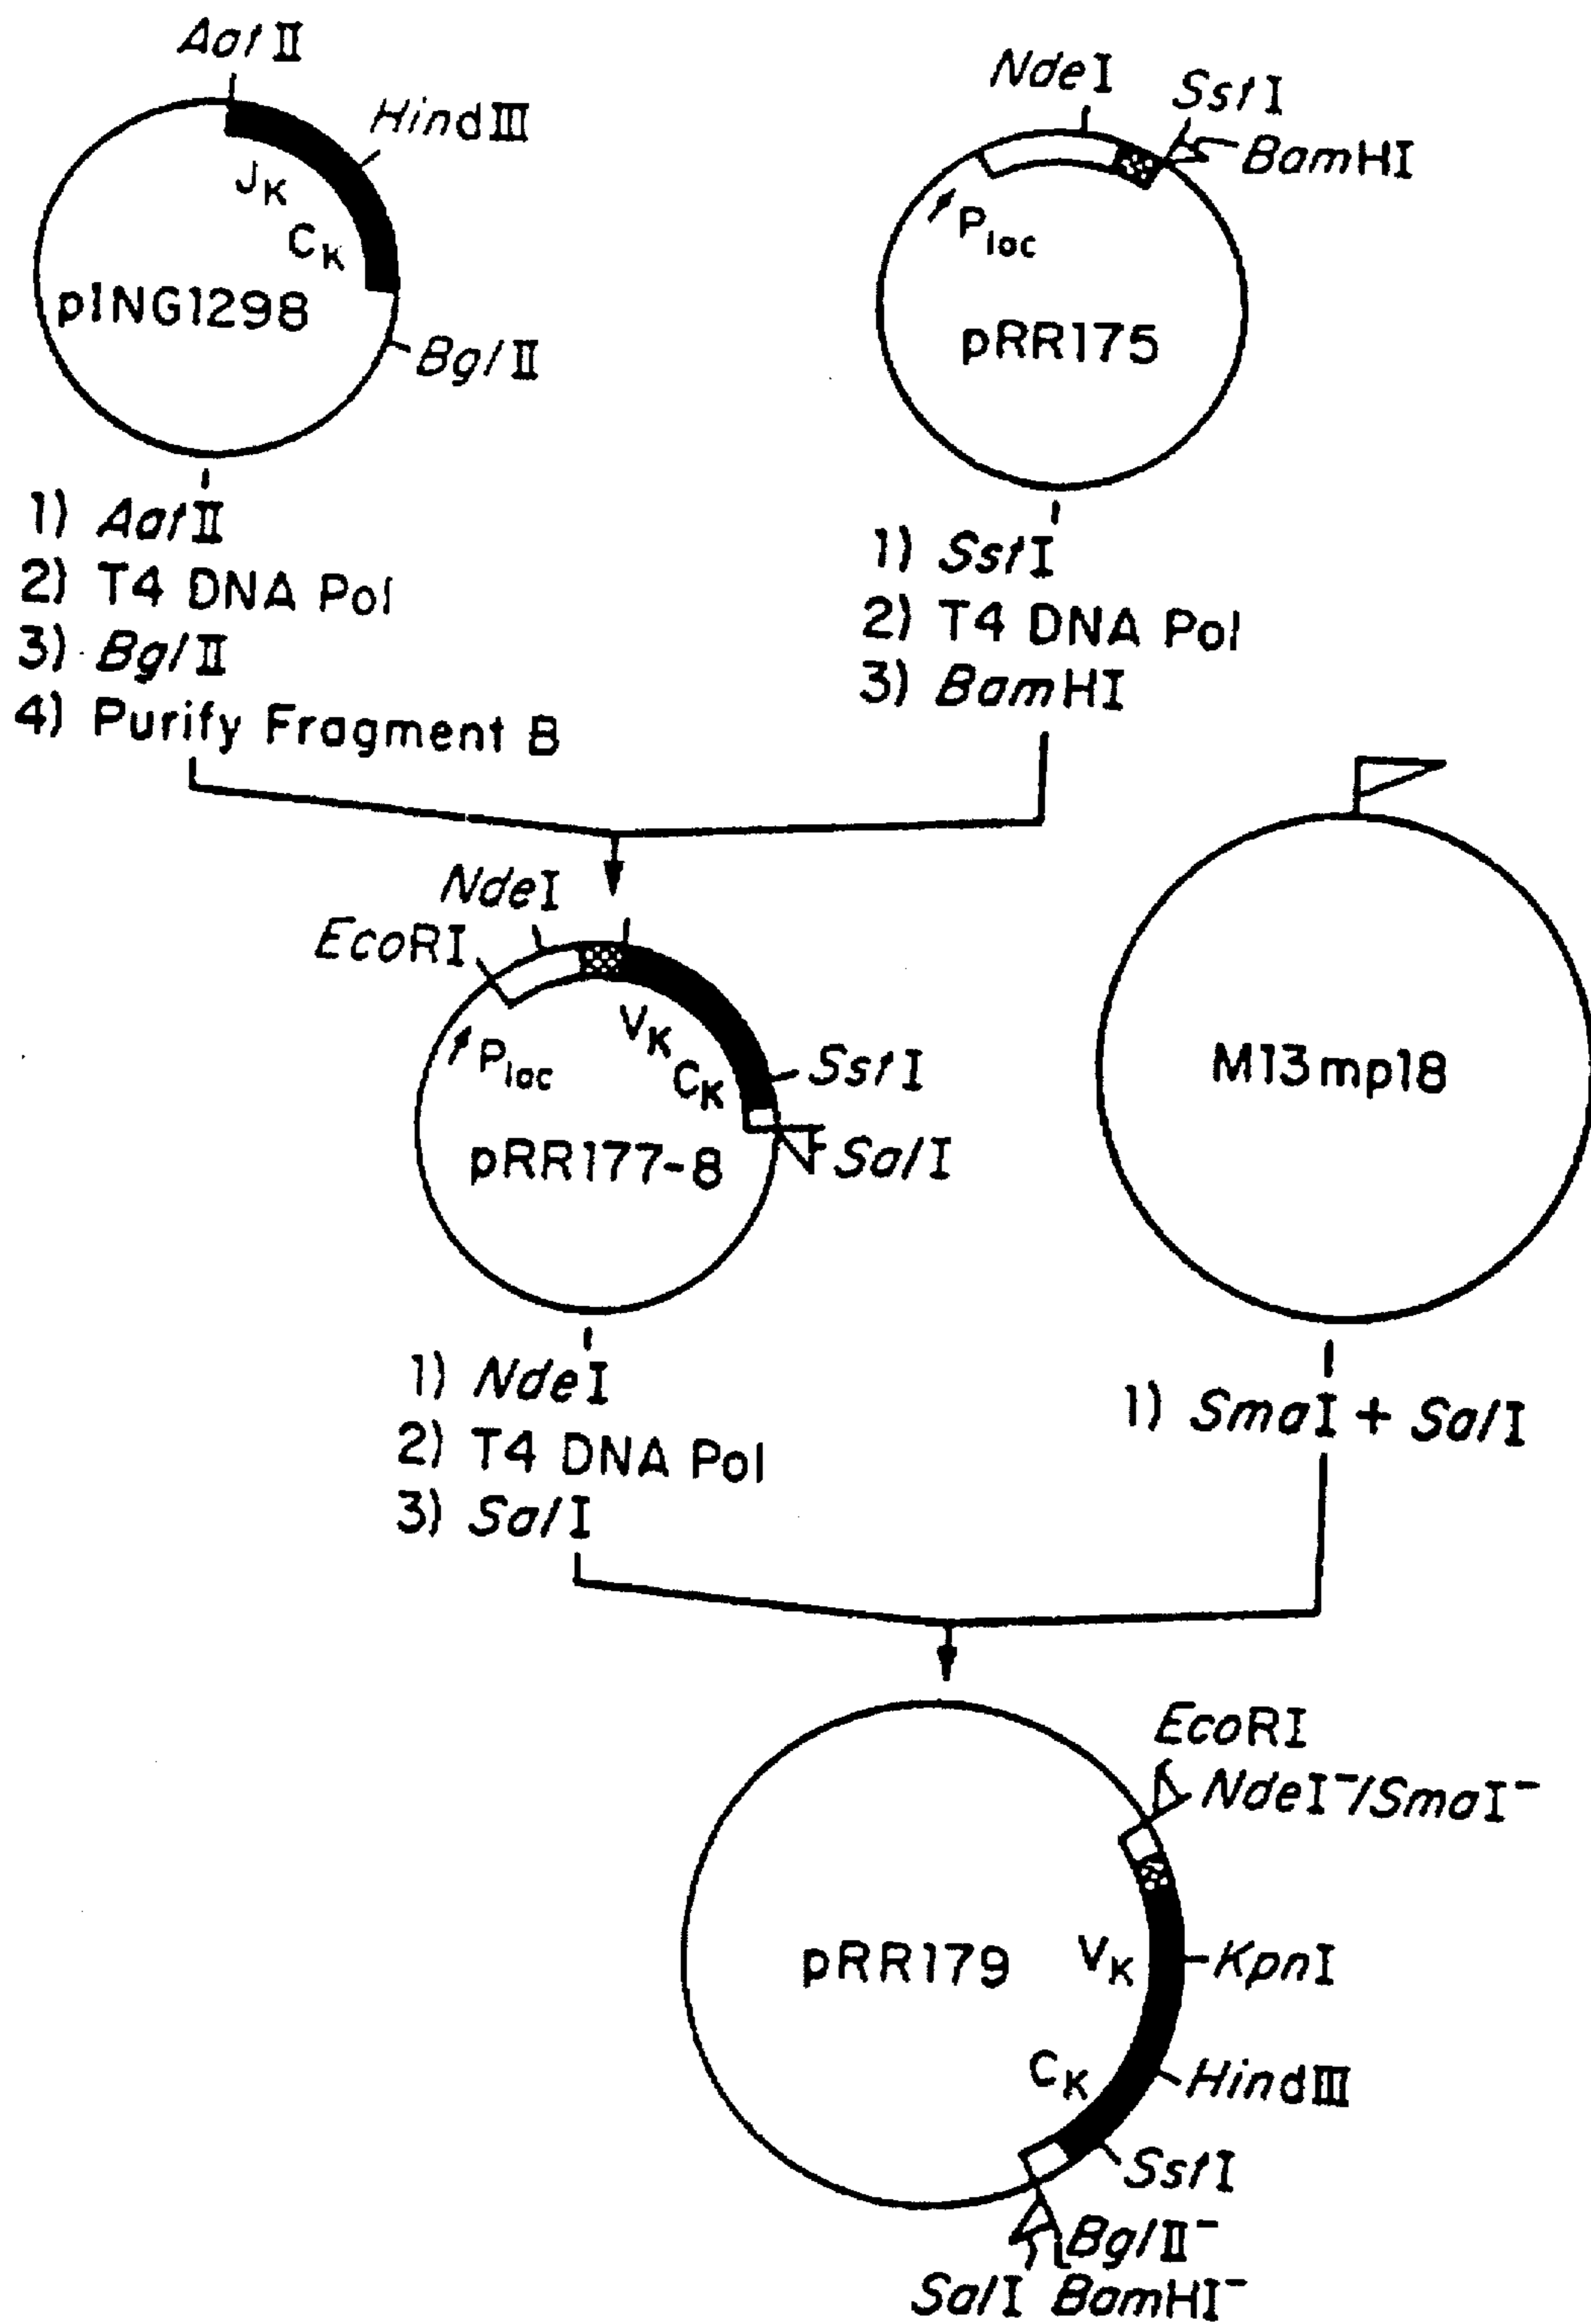 AatII
HindIII
JK
CK
pING1298
BglII
NdeI
SstI
BamHI
Plac
pRR175
1) AatII
2) T4 DNA Pol
3) BglII
4) Purify Fragment B
1) SstI
2) T4 DNA Pol
3) BamHI
NdeI
EcoRI
VK
CK
Plac
SstI
pRR177-8
SalI
M13mp18
1) NdeI
2) T4 DNA Pol
3) SalI
1) SmaI + SalI
EcoRI
NdeI⁻/SmaI⁻
pRR179
VK
KpnI
CK
HindIII
SstI
BglII⁻
SalI BamHI⁻